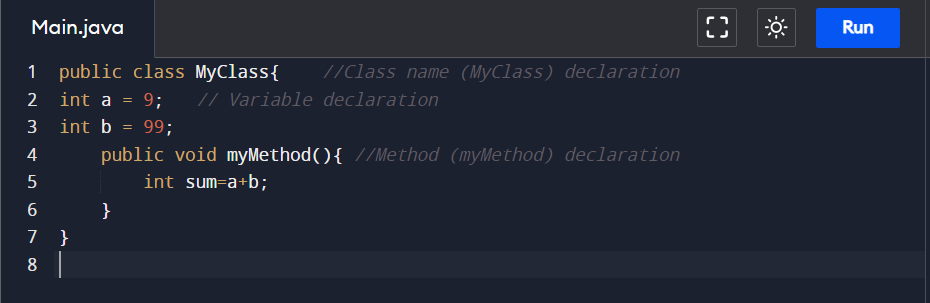 Main.java
Run
1 public class MyClass{    //Class name (MyClass) declaration
2 int a = 9;   // Variable declaration
3 int b = 99;
4     public void myMethod(){ //Method (myMethod) declaration
5         int sum=a+b;
6     }
7 }
8